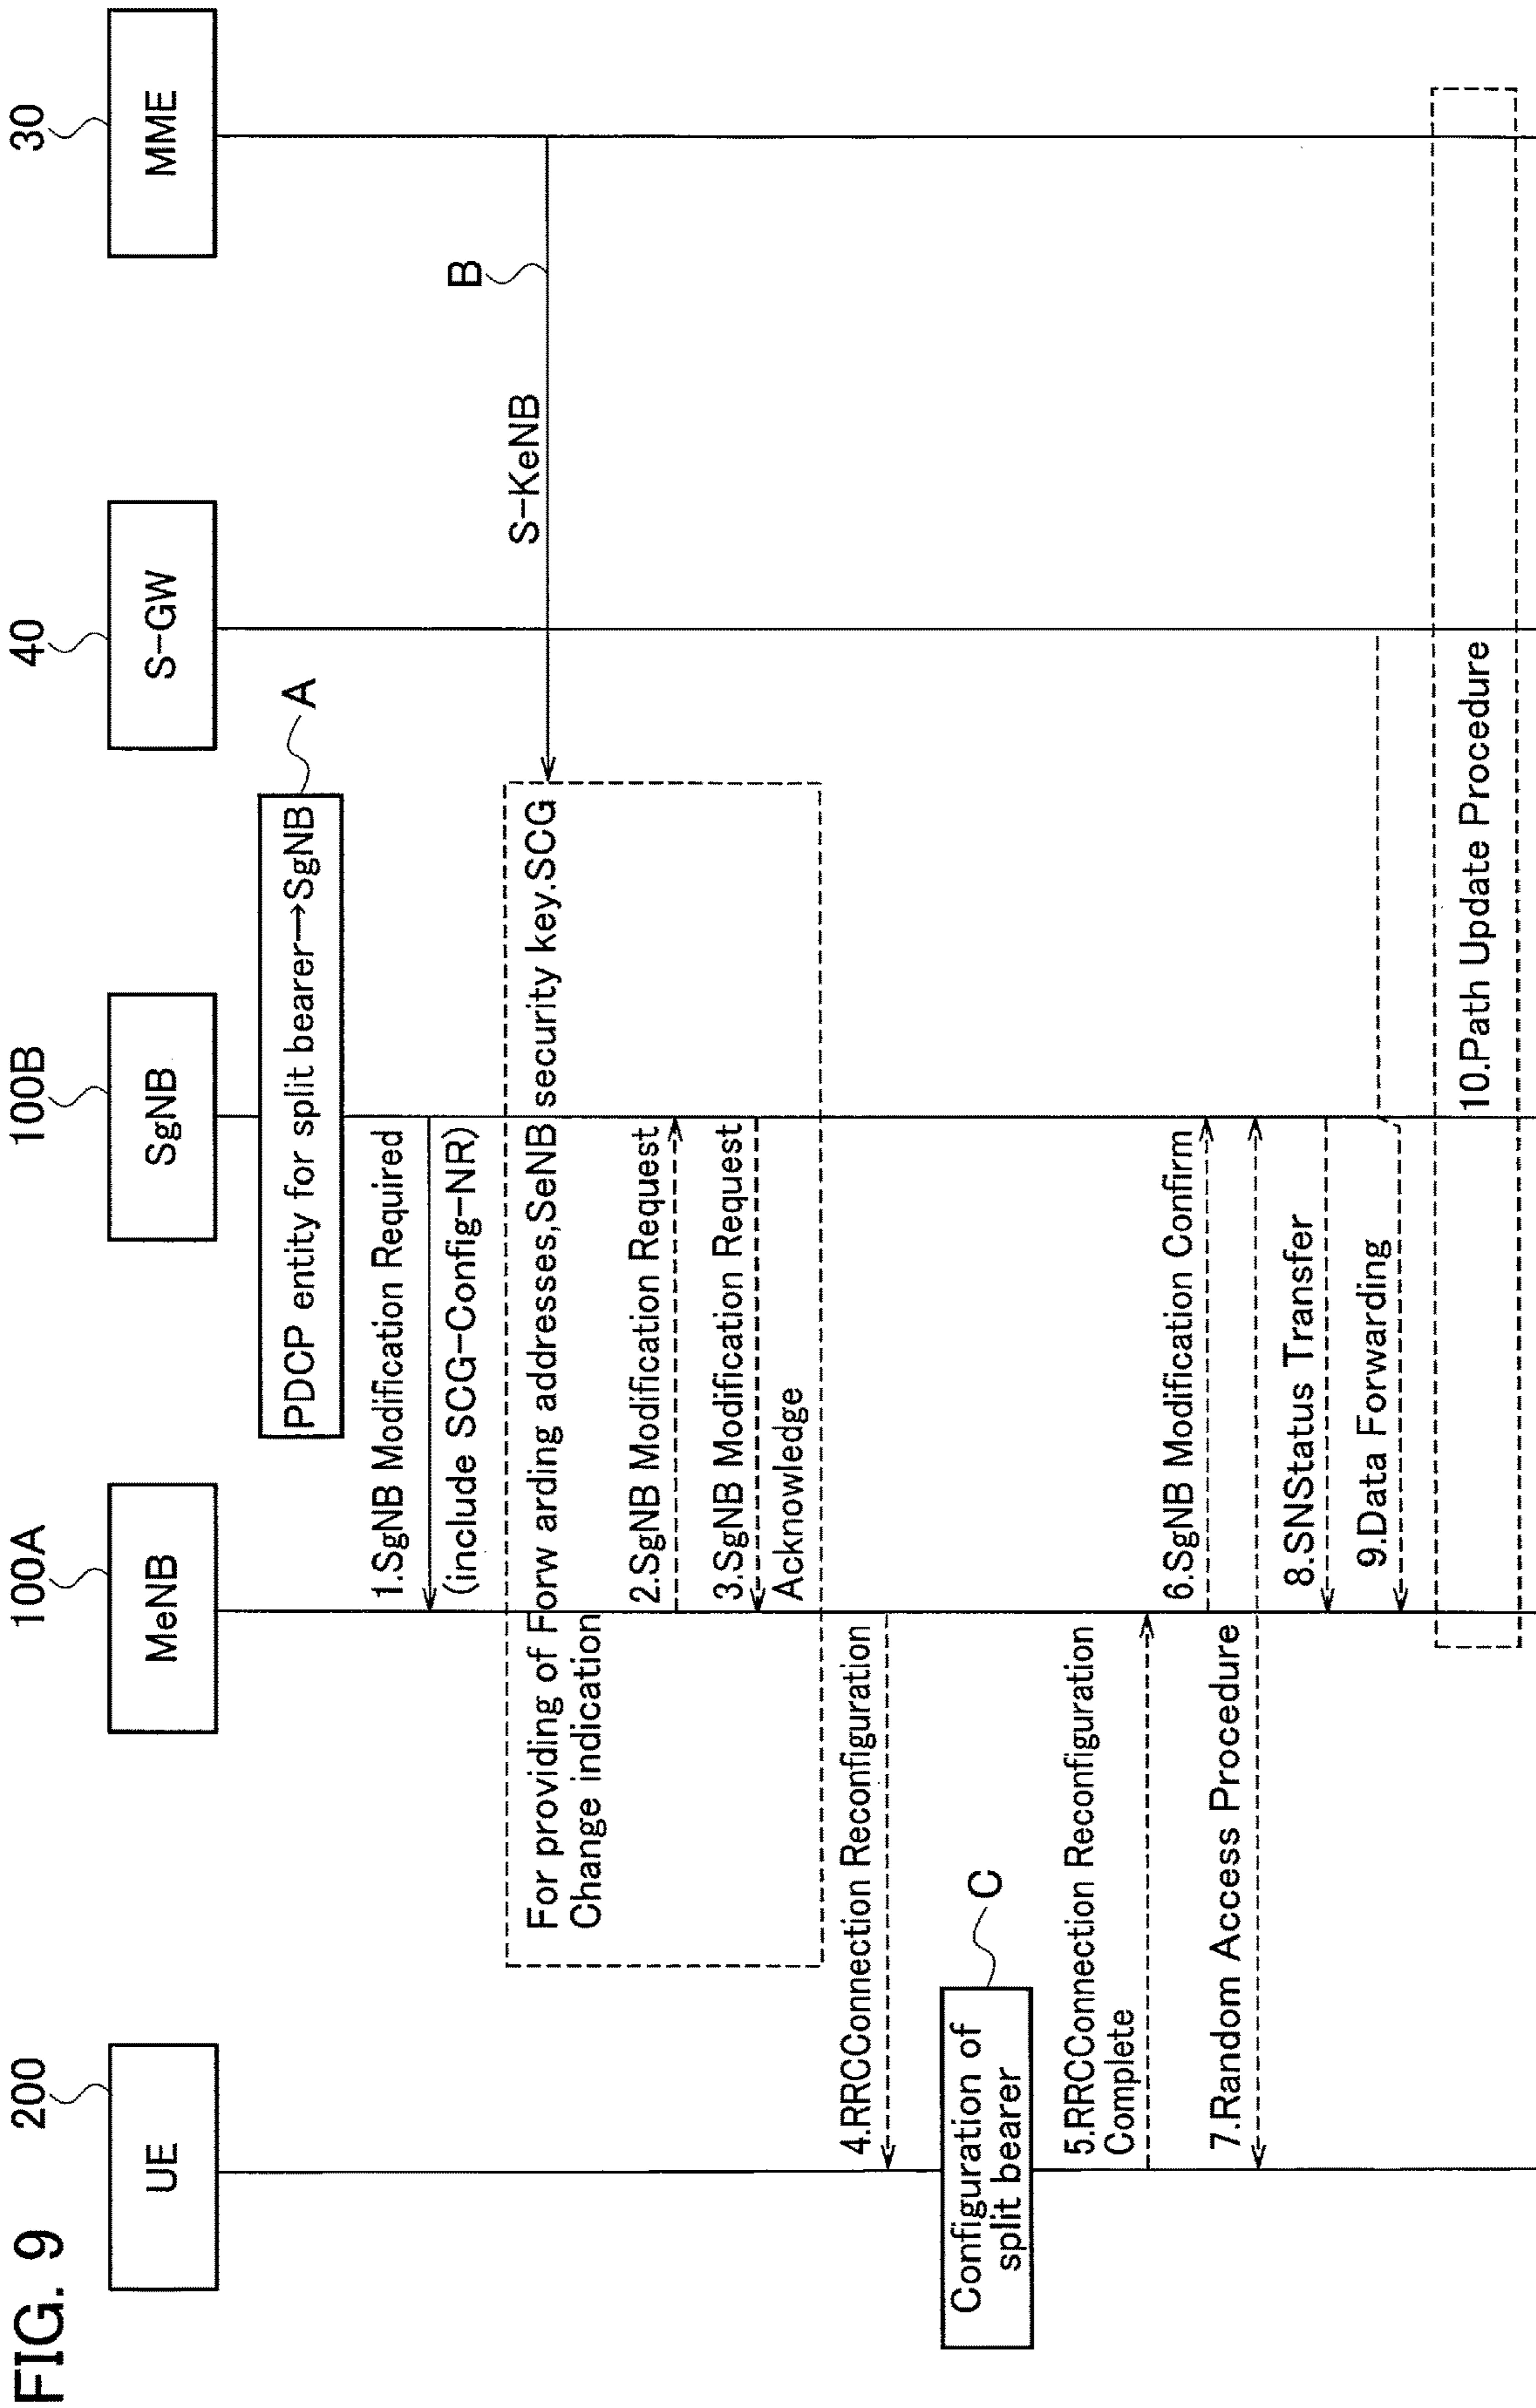 FIG. 9
200
100A
100B
40
30
UE
MeNB
SgNB
S-GW
MME
PDCP entity for split bearer→SgNB
A
1.SgNB Modification Required
(include SCG-Config-NR)
B
S-KeNB
For providing of Forw arding addresses,SeNB security key.SCG
Change indication
2.SgNB Modification Request
3.SgNB Modification Request
Acknowledge
4.RRCConnection Reconfiguration
Configuration of
split bearer
C
5.RRCConnection Reconfiguration
Complete
6.SgNB Modification Confirm
7.Random Access Procedure
8.SNStatus Transfer
9.Data Forwarding
10.Path Update Procedure